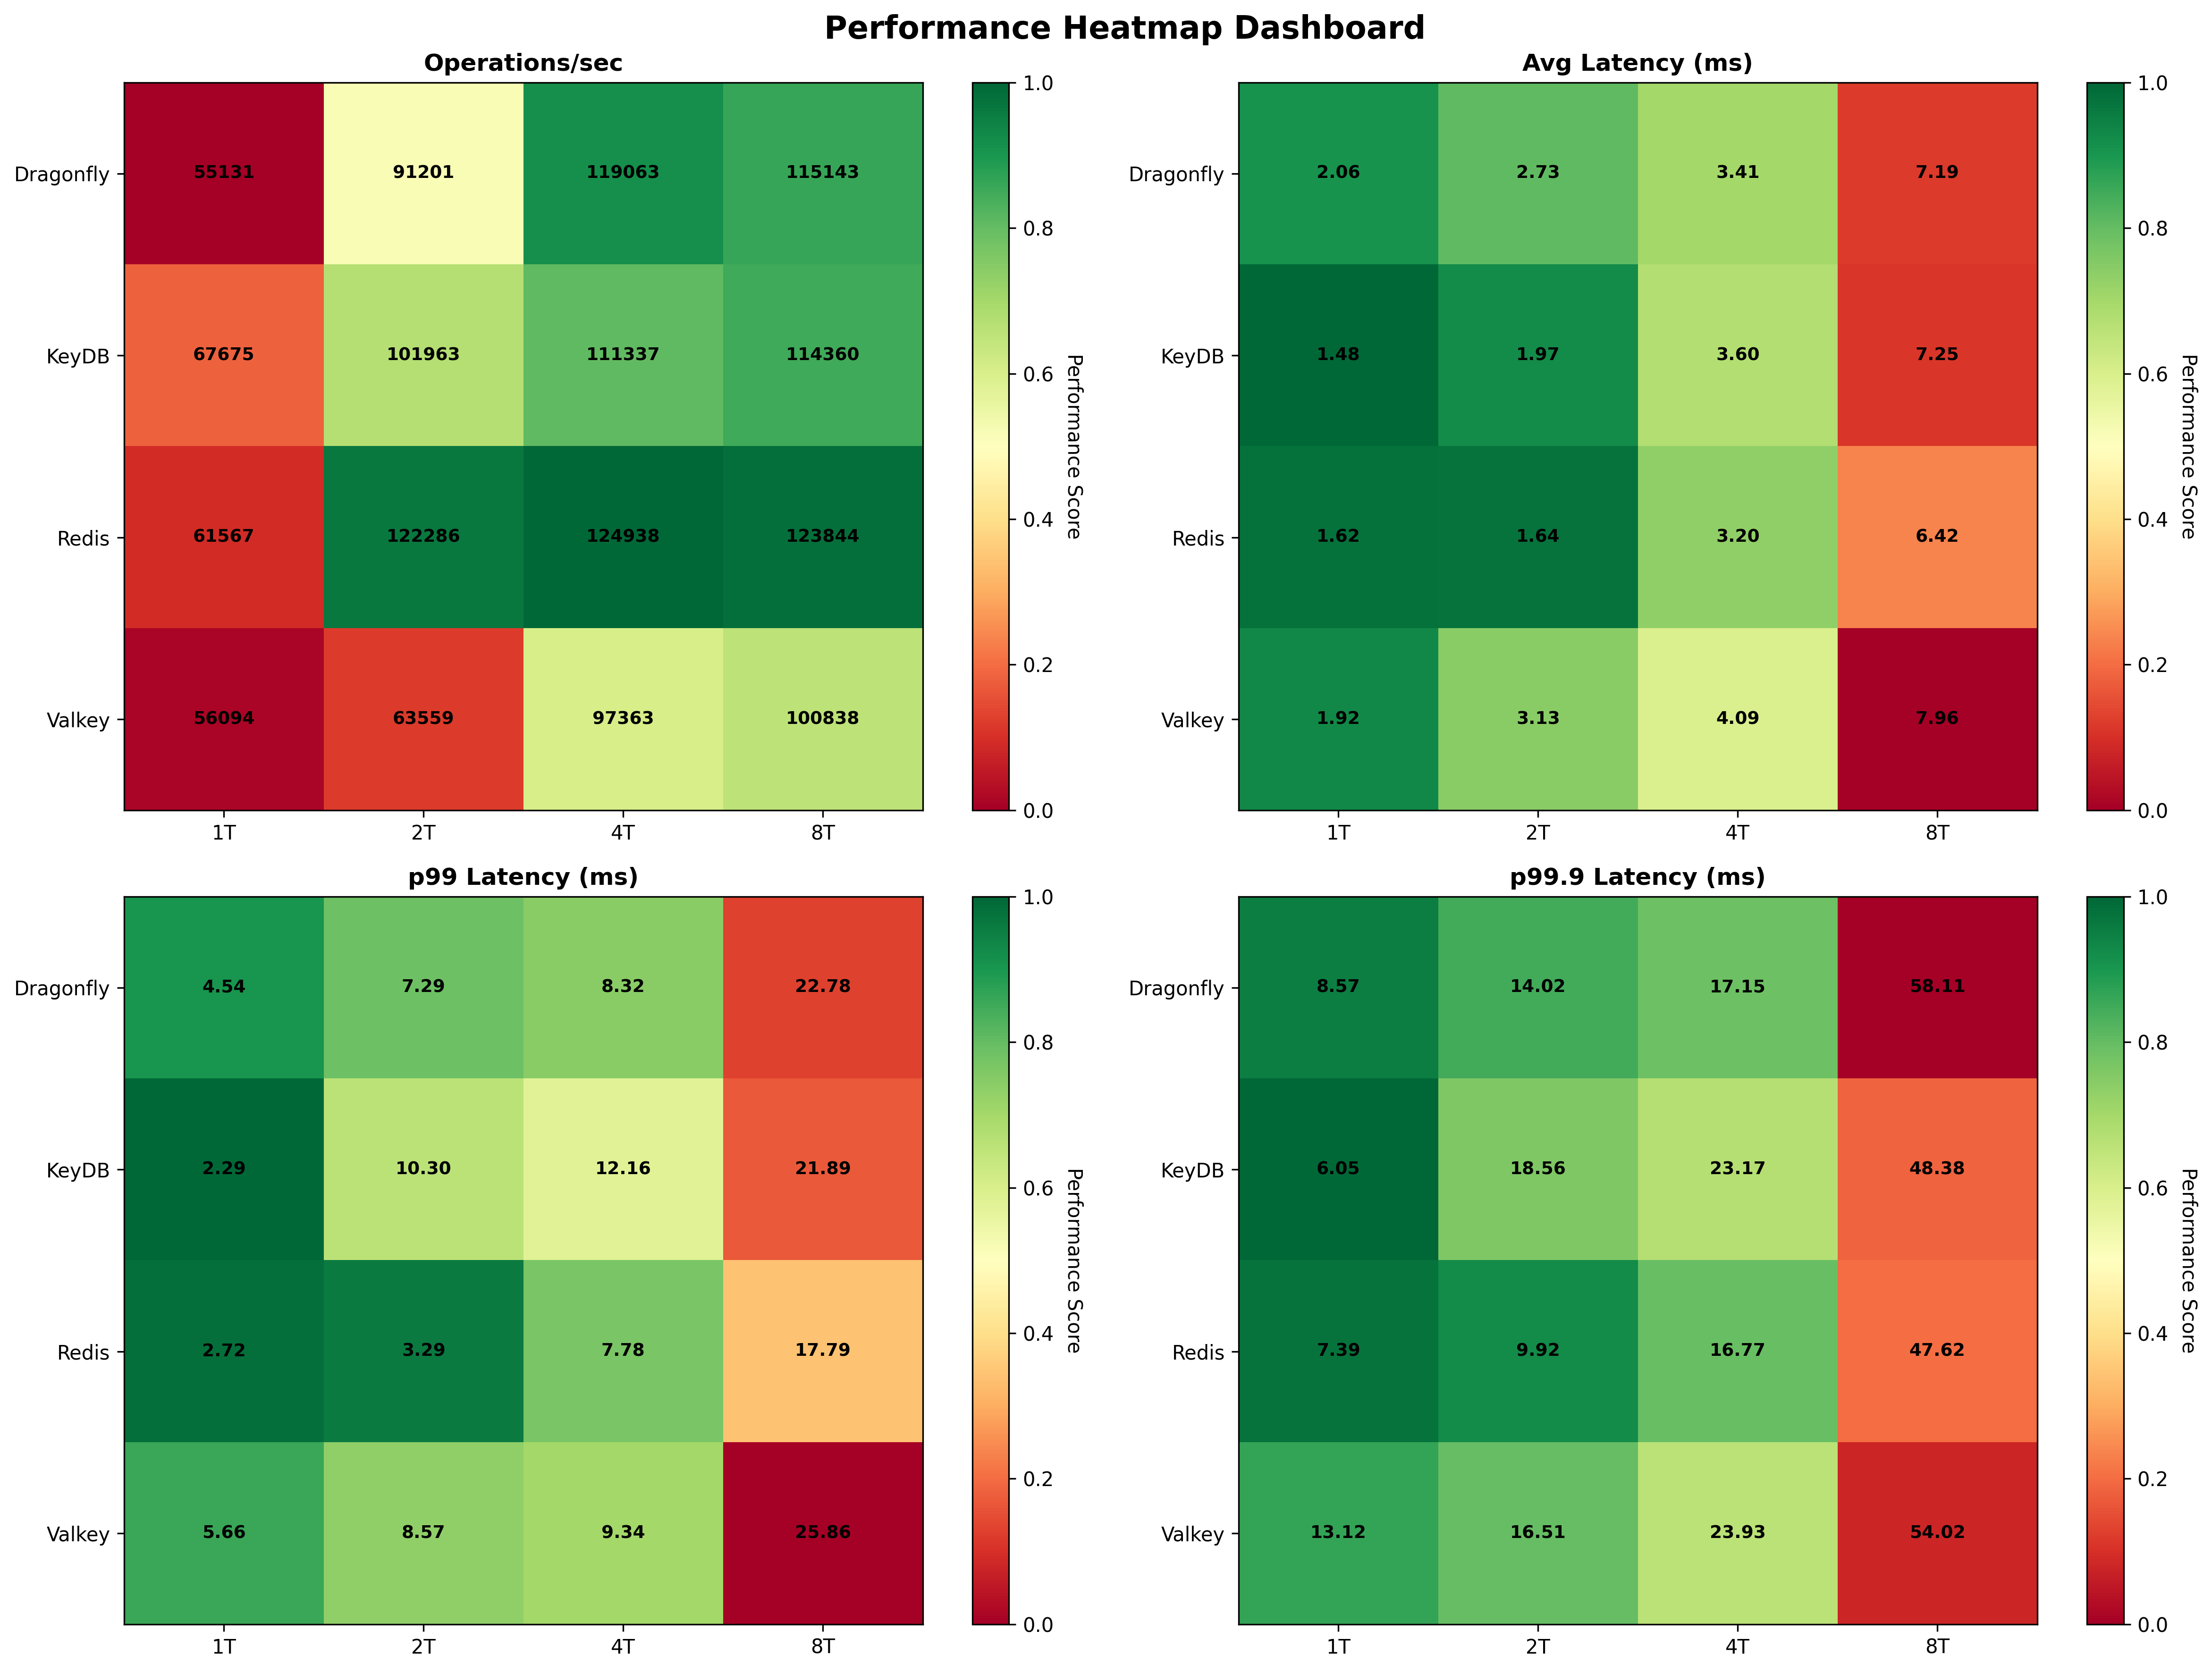 Performance Heatmap Dashboard
Operations/sec
Dragonfly 55131 91201 119063 115143
KeyDB 67675 101963 111337 114360
Redis 61567 122286 124938 123844
Valkey 56094 63559 97363 100838
1T 2T 4T 8T
1.0
0.8
0.6
0.4
0.2
0.0
Performance Score
Avg Latency (ms)
Dragonfly 2.06 2.73 3.41 7.19
KeyDB 1.48 1.97 3.60 7.25
Redis 1.62 1.64 3.20 6.42
Valkey 1.92 3.13 4.09 7.96
1T 2T 4T 8T
1.0
0.8
0.6
0.4
0.2
0.0
Performance Score
p99 Latency (ms)
Dragonfly 4.54 7.29 8.32 22.78
KeyDB 2.29 10.30 12.16 21.89
Redis 2.72 3.29 7.78 17.79
Valkey 5.66 8.57 9.34 25.86
1T 2T 4T 8T
1.0
0.8
0.6
0.4
0.2
0.0
Performance Score
p99.9 Latency (ms)
Dragonfly 8.57 14.02 17.15 58.11
KeyDB 6.05 18.56 23.17 48.38
Redis 7.39 9.92 16.77 47.62
Valkey 13.12 16.51 23.93 54.02
1T 2T 4T 8T
1.0
0.8
0.6
0.4
0.2
0.0
Performance Score